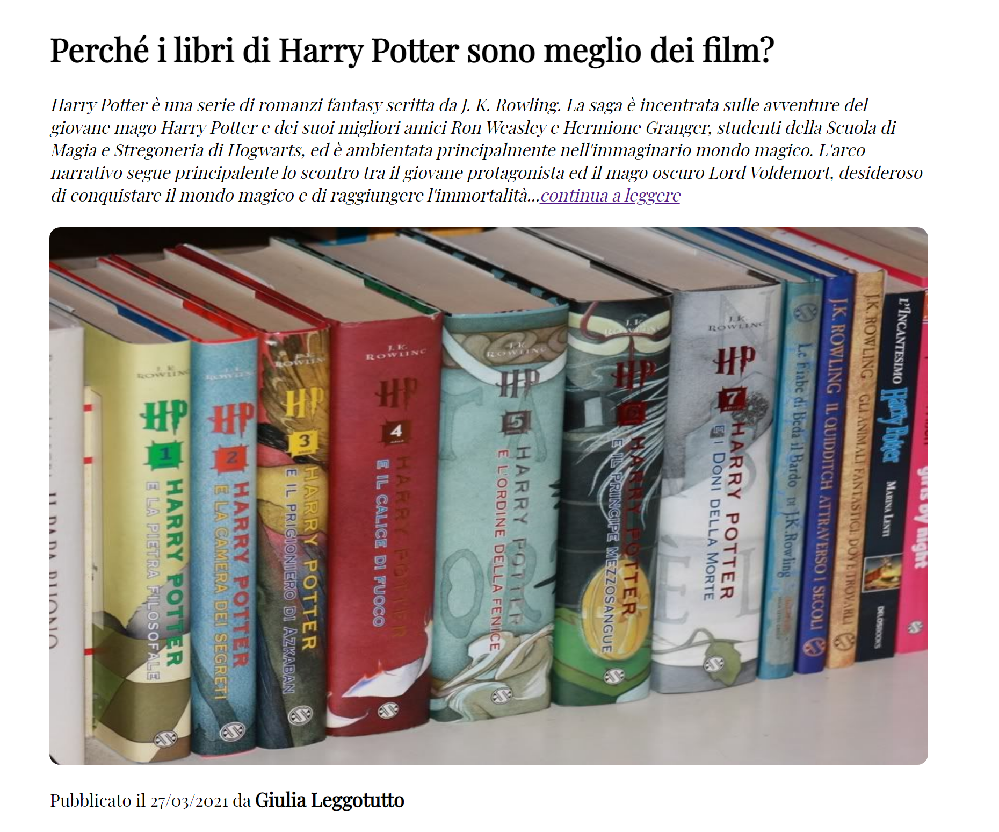 Perché i libri di Harry Potter sono meglio dei film?
Harry Potter è una serie di romanzi fantasy scritta da J. K. Rowling. La saga è incentrata sulle avventure del
giovane mago Harry Potter e dei suoi migliori amici Ron Weasley e Hermione Granger, studenti della Scuola di
Magia e Stregoneria di Hogwarts, ed è ambientata principalmente nell'immaginario mondo magico. L'arco
narrativo segue principalente lo scontro tra il giovane protagonista ed il mago oscuro Lord Voldemort, desideroso
di conquistare il mondo magico e di raggiungere l'immortalità...continua a leggere
J. K.
ROWLING
HP
1
HARRY POTTER
E LA PIETRA FILOSOFALE
J. K.
ROWLING
HP
2
HARRY POTTER
E LA CAMERA DEI SEGRETI
J. K.
ROWLING
HP
3
HARRY POTTER
E IL PRIGIONIERO DI AZKABAN
J. K.
ROWLING
HP
4
HARRY POTTER
E IL CALICE DI FUOCO
J. K.
ROWLING
HP
5
HARRY POTTER
E L'ORDINE DELLA FENICE
J. K.
ROWLING
HP
6
HARRY POTTER
E IL PRINCIPE MEZZOSANGUE
J. K.
ROWLING
HP
7
HARRY POTTER
E I DONI DELLA MORTE
Le Fiabe di Beda il Bardo DI J.K. Rowling
J.K. ROWLING IL QUIDDITCH ATTRAVERSO I SECOLI
J.K. ROWLING GLI ANIMALI FANTASTICI: DOVE TROVARLI
L'INCANTESIMO Harry Potter MARINA LENTI DELOSBOOKS
girls by night
Pubblicato il 27/03/2021 da Giulia Leggotutto